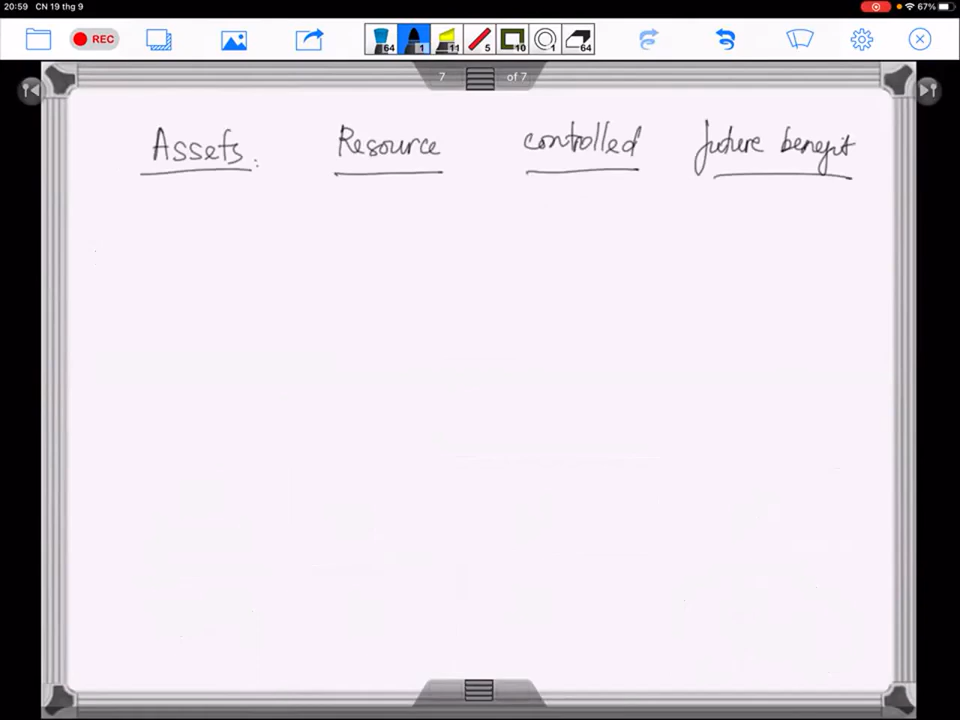 20:59 CN 19 thg 9 67%
REC 64 1 11 5 10 1 64
7 of 7
Assets: Resource controlled future benefit